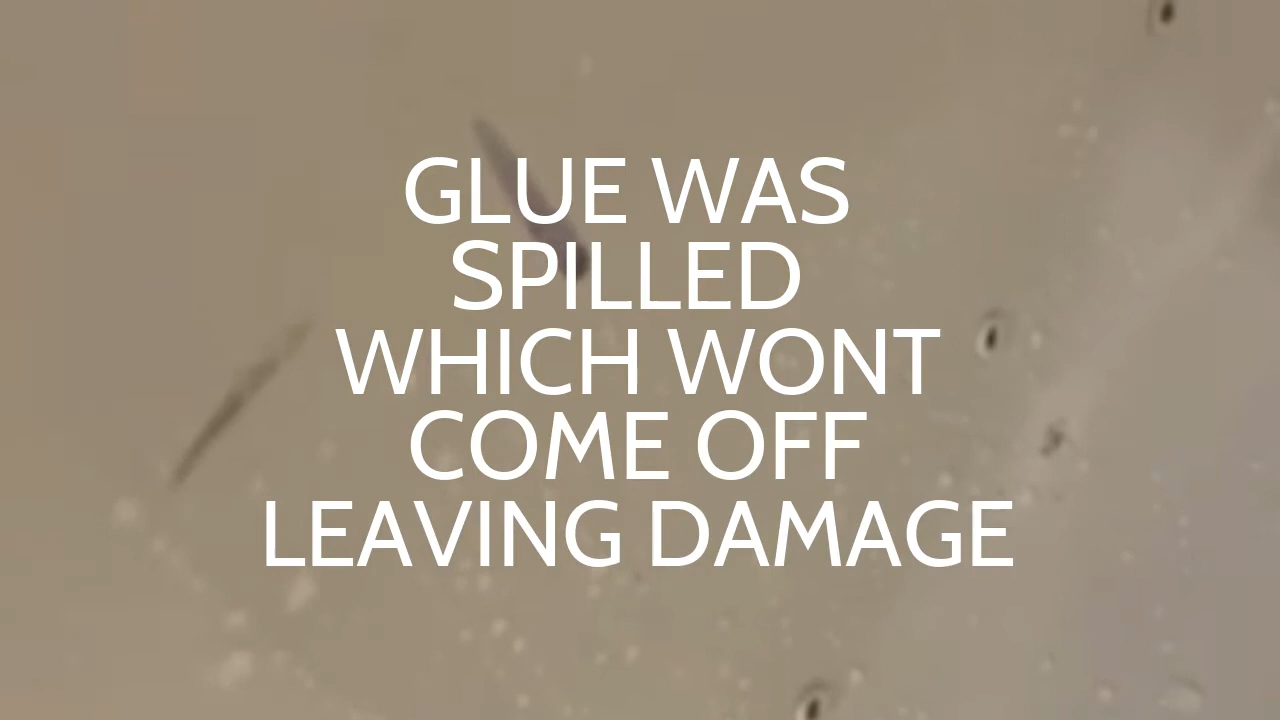 GLUE WAS
SPILLED
WHICH WONT
COME OFF
LEAVING DAMAGE